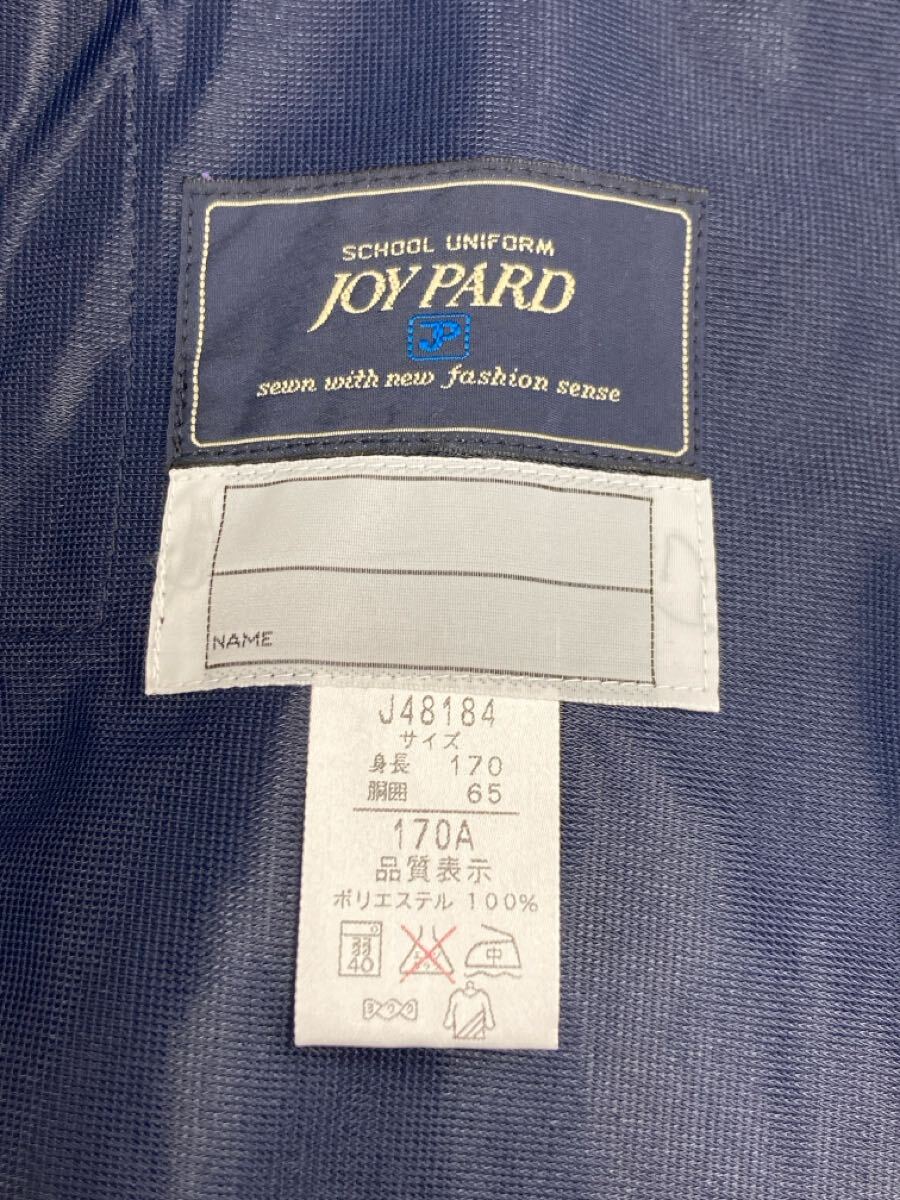 SCHOOL UNIFORM
JOY PARD
JP
sewn with new fashion sense
NAME
J48184
サイズ
身長 170
胴囲 65
170A
品質表示
ポリエステル 100%
弱
40
中